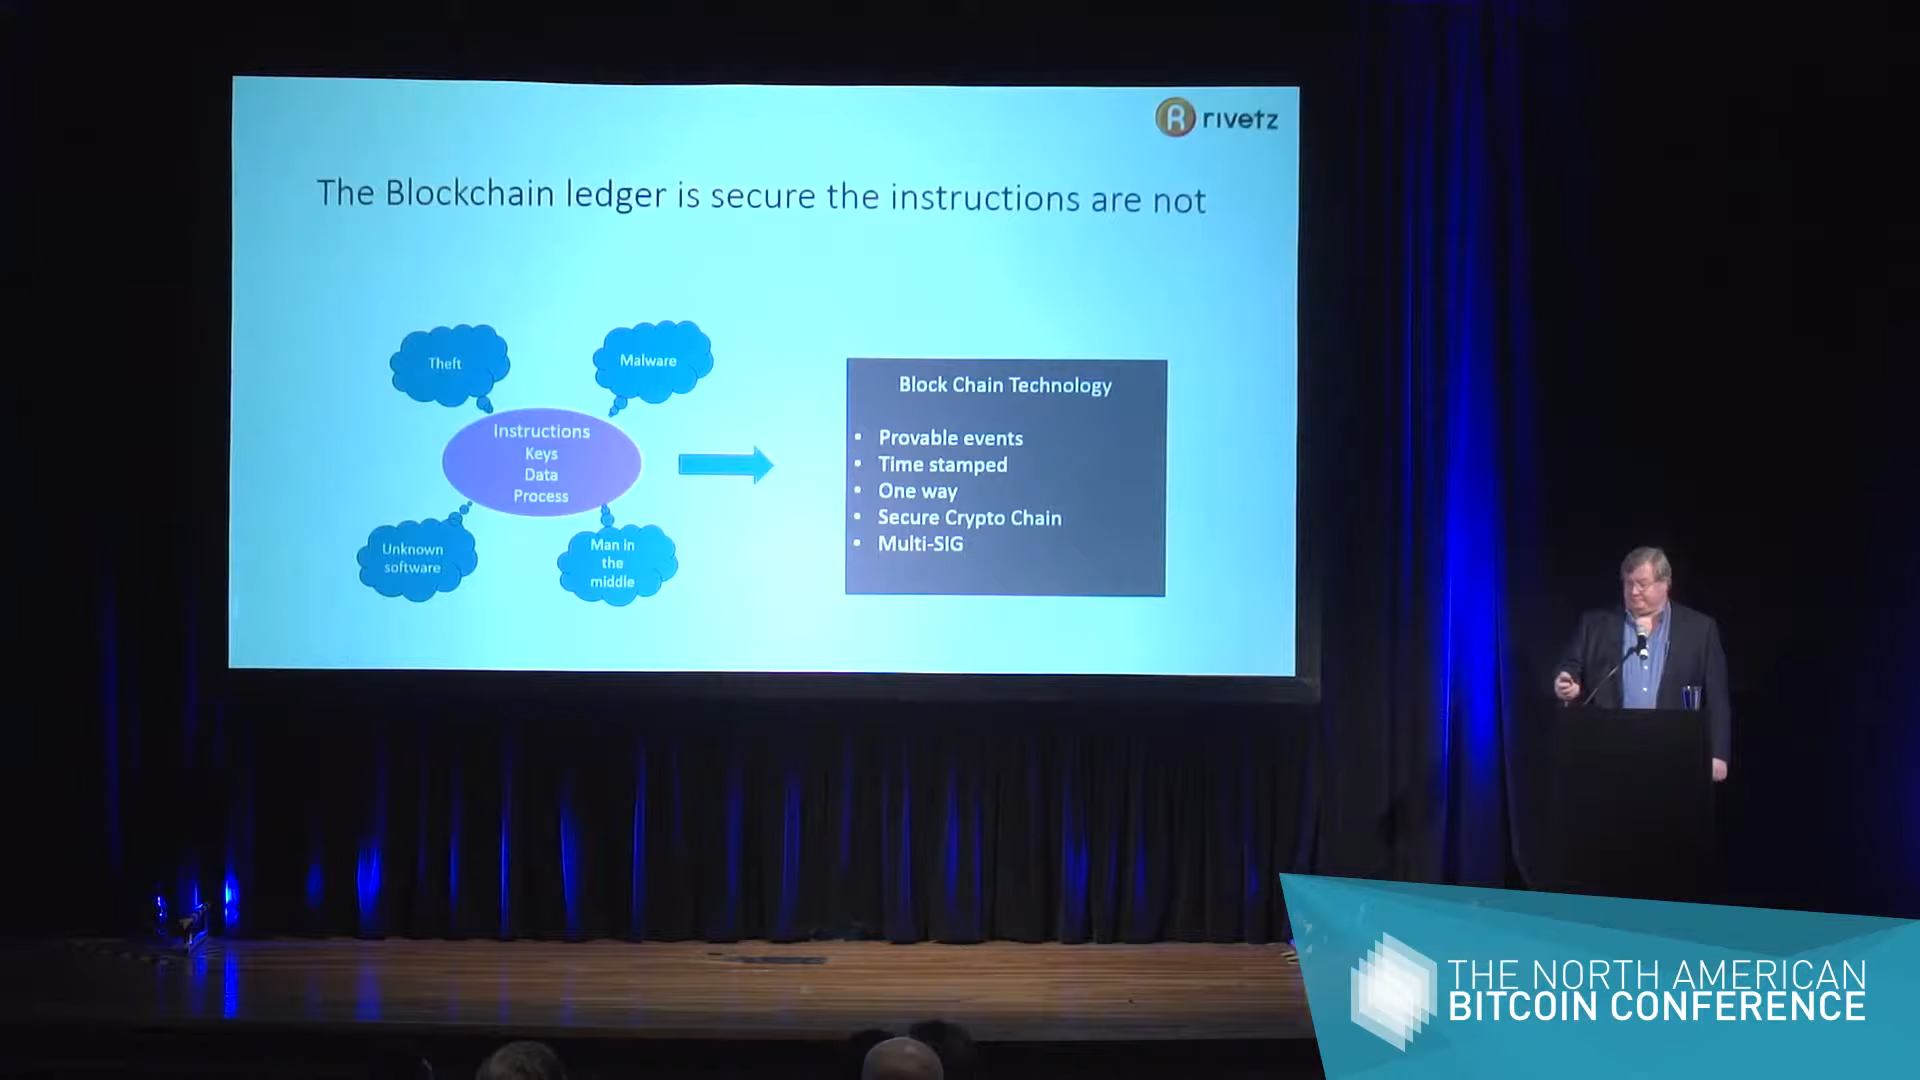 rivetz
The Blockchain ledger is secure the instructions are not
Theft
Malware
Instructions
Keys
Data
Process
Unknown
software
Man in
the
middle
Block Chain Technology
• Provable events
• Time stamped
• One way
• Secure Crypto Chain
• Multi-SIG
THE NORTH AMERICAN
BITCOIN CONFERENCE